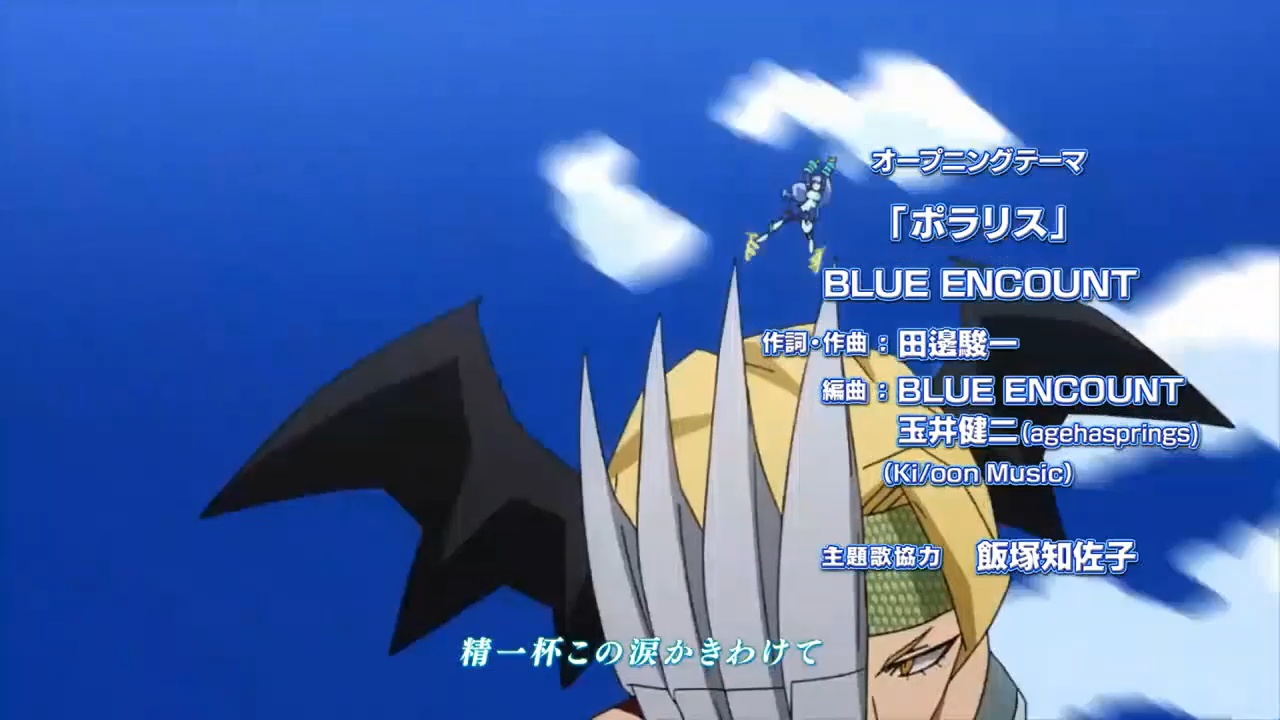 オープニングテーマ
「ポラリス」
BLUE ENCOUNT
作詞・作曲：田邊駿一
編曲：BLUE ENCOUNT
玉井健二(agehasprings)
(Ki/oon Music)
主題歌協力 飯塚知佐子
精一杯この涙かきわけて